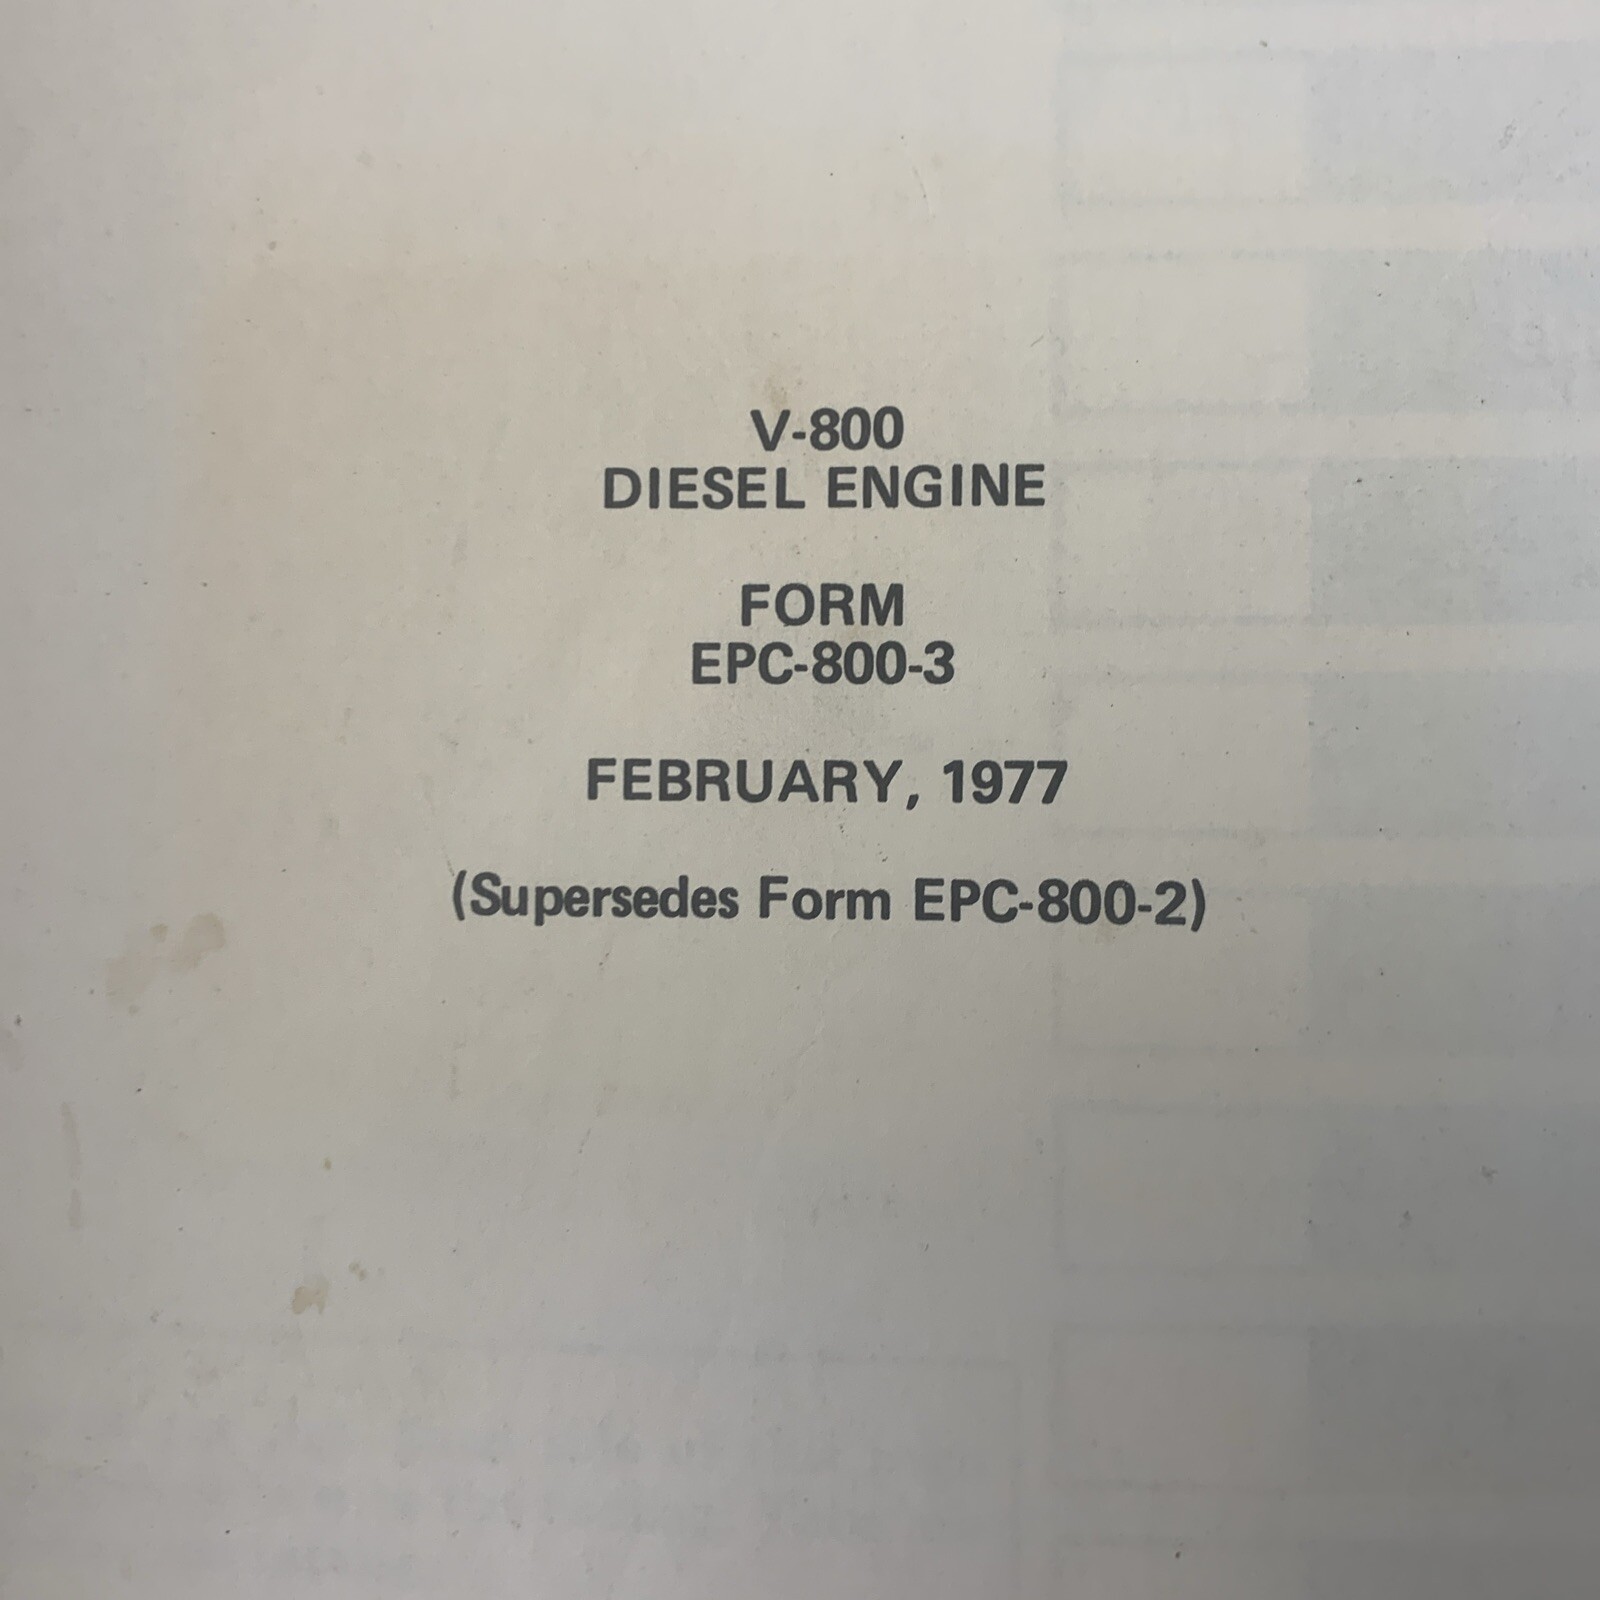 V-800
DIESEL ENGINE
FORM
EPC-800-3
FEBRUARY, 1977
(Supersedes Form EPC-800-2)